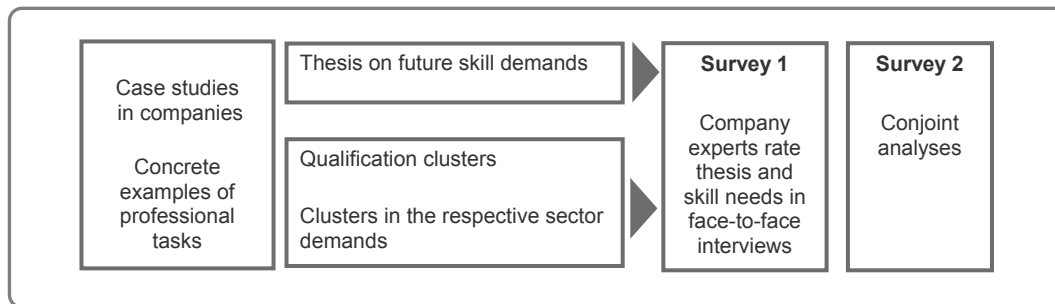 Case studies
in companies
Concrete
examples of
professional
tasks
Thesis on future skill demands
Qualification clusters
Clusters in the respective sector
demands
Survey 1
Company
experts rate
thesis and
skill needs in
face-to-face
interviews
Survey 2
Conjoint
analyses